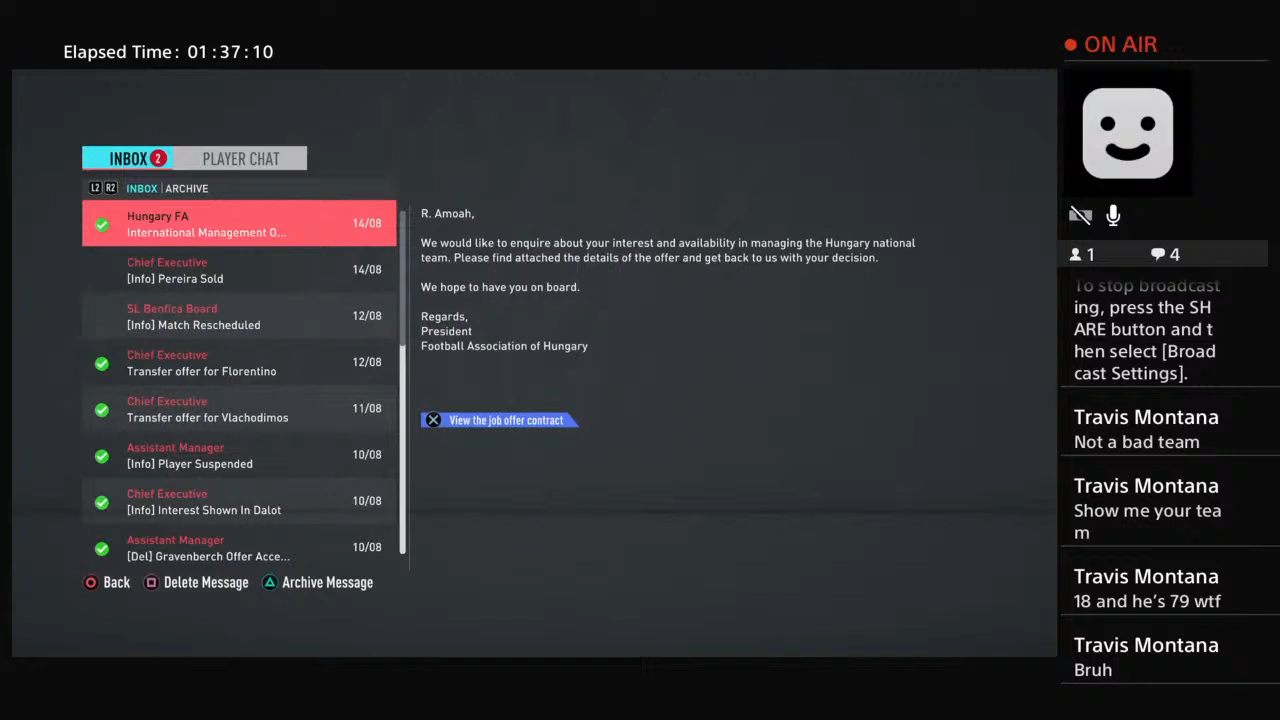 Elapsed Time: 01:37:10
ON AIR
INBOX 2
PLAYER CHAT
L2 R2 INBOX | ARCHIVE
Hungary FA
International Management O...
14/08
Chief Executive
[Info] Pereira Sold
14/08
SL Benfica Board
[Info] Match Rescheduled
12/08
Chief Executive
Transfer offer for Florentino
12/08
Chief Executive
Transfer offer for Vlachodimos
11/08
Assistant Manager
[Info] Player Suspended
10/08
Chief Executive
[Info] Interest Shown In Dalot
10/08
Assistant Manager
[Del] Gravenberch Offer Acce...
10/08
Back
Delete Message
Archive Message
R. Amoah,
We would like to enquire about your interest and availability in managing the Hungary national
team. Please find attached the details of the offer and get back to us with your decision.
We hope to have you on board.
Regards,
President
Football Association of Hungary
View the job offer contract
1
4
To stop broadcast
ing, press the SH
ARE button and t
hen select [Broad
cast Settings].
Travis Montana
Not a bad team
Travis Montana
Show me your tea
m
Travis Montana
18 and he's 79 wtf
Travis Montana
Bruh